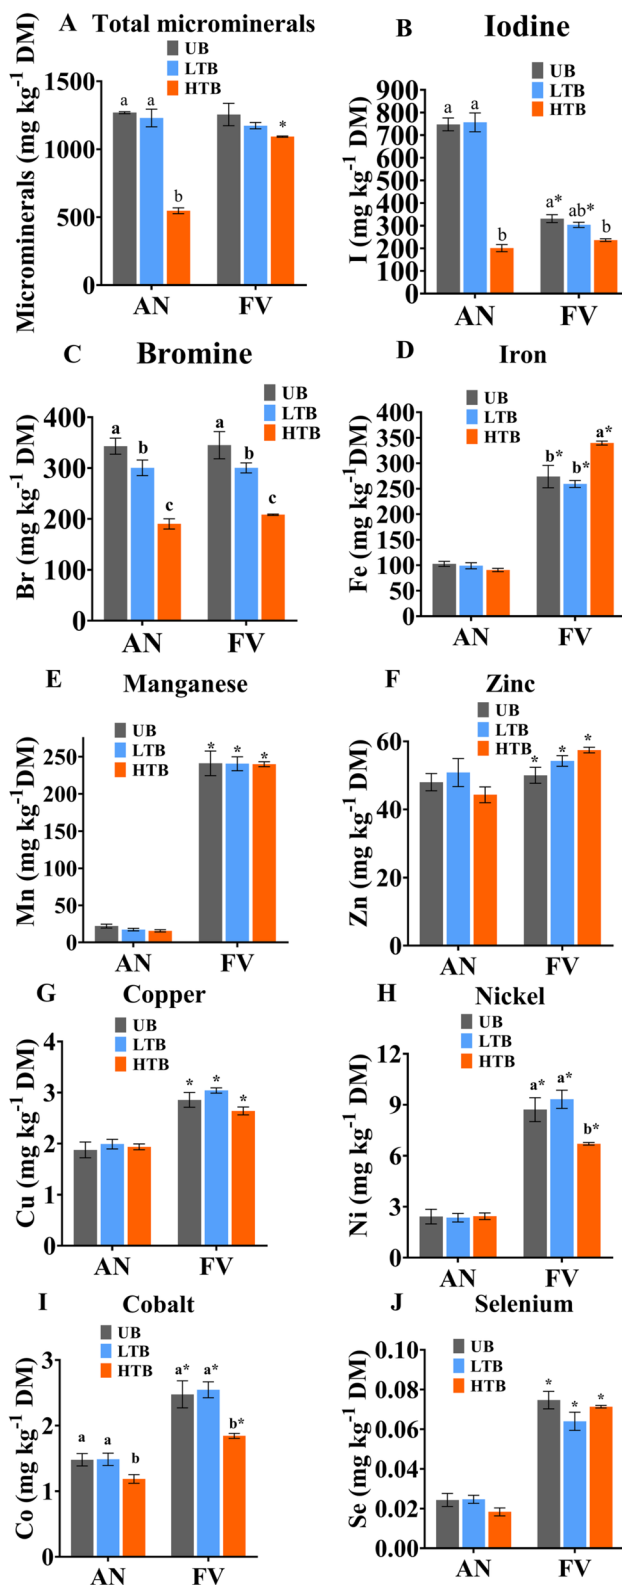 A
Total microminerals
UB
LTB
HTB
Microminerals (mg kg⁻¹ DM)
1500
1000
500
0
a
a
b
*
AN
FV
B
Iodine
UB
LTB
HTB
I (mg kg⁻¹ DM)
900
800
700
600
500
400
300
200
100
0
a
a
b
a*
ab*
b
AN
FV
C
Bromine
UB
LTB
HTB
Br (mg kg⁻¹ DM)
400
300
200
100
0
a
b
c
a
b
c
AN
FV
D
Iron
UB
LTB
HTB
Fe (mg kg⁻¹DM)
400
350
300
250
200
150
100
50
0
b*
b*
a*
AN
FV
E
Manganese
UB
LTB
HTB
Mn (mg kg⁻¹DM)
250
200
150
100
50
0
*
*
*
AN
FV
F
Zinc
UB
LTB
HTB
Zn (mg kg⁻¹ DM)
60
40
20
0
*
*
*
AN
FV
G
Copper
UB
LTB
HTB
Cu (mg kg⁻¹ DM)
4
3
2
1
0
*
*
*
AN
FV
H
Nickel
UB
LTB
HTB
Ni (mg kg⁻¹ DM)
12
9
6
3
0
a*
a*
b*
AN
FV
I
Cobalt
UB
LTB
HTB
Co (mg kg⁻¹ DM)
3
2
1
0
a
a
b
a*
a*
b*
AN
FV
J
Selenium
UB
LTB
HTB
Se (mg kg⁻¹ DM)
0.10
0.08
0.06
0.04
0.02
0.00
*
*
*
AN
FV